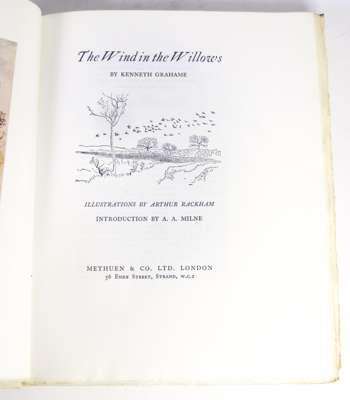 The Wind in the Willows
BY KENNETH GRAHAME
ILLUSTRATIONS BY ARTHUR RACKHAM
INTRODUCTION BY A. A. MILNE
METHUEN & CO. LTD. LONDON
36 Essex Street, Strand, W.C.2